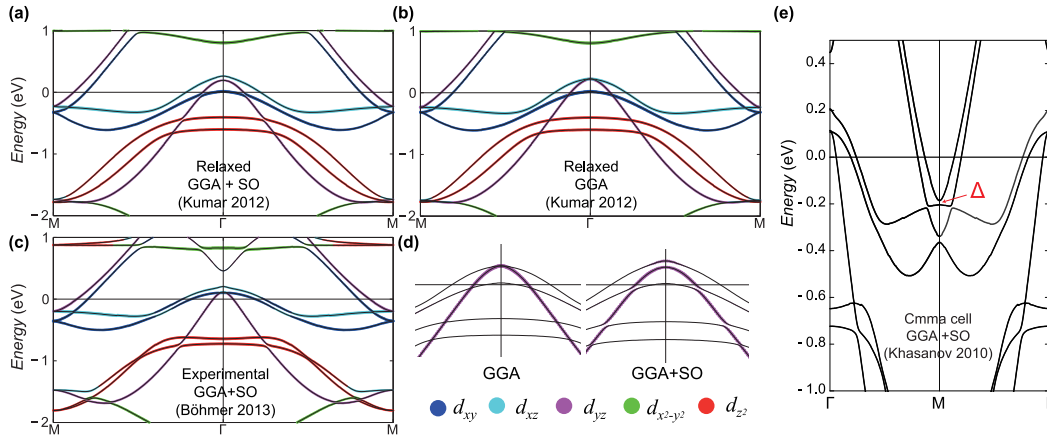 (a)
Energy (eV)
1
0
−1
−2
M
Γ
M
Relaxed
GGA + SO
(Kumar 2012)
(b)
1
0
−1
−2
M
Γ
M
Relaxed
GGA
(Kumar 2012)
(c)
Energy (eV)
1
0
−1
−2
M
Γ
M
Experimental
GGA+SO
(Böhmer 2013)
(d)
GGA
GGA+SO
dxy dxz dyz dx²-y² dz²
(e)
Energy (eV)
0.4
0.2
0.0
- 0.2
- 0.4
- 0.6
- 0.8
- 1.0
Γ
M
Δ
Cmma cell
GGA +SO
(Khasanov 2010)